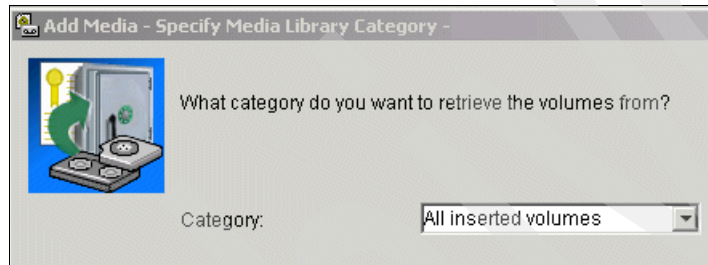 Add Media - Specify Media Library Category -
What category do you want to retrieve the volumes from?
Category: All inserted volumes